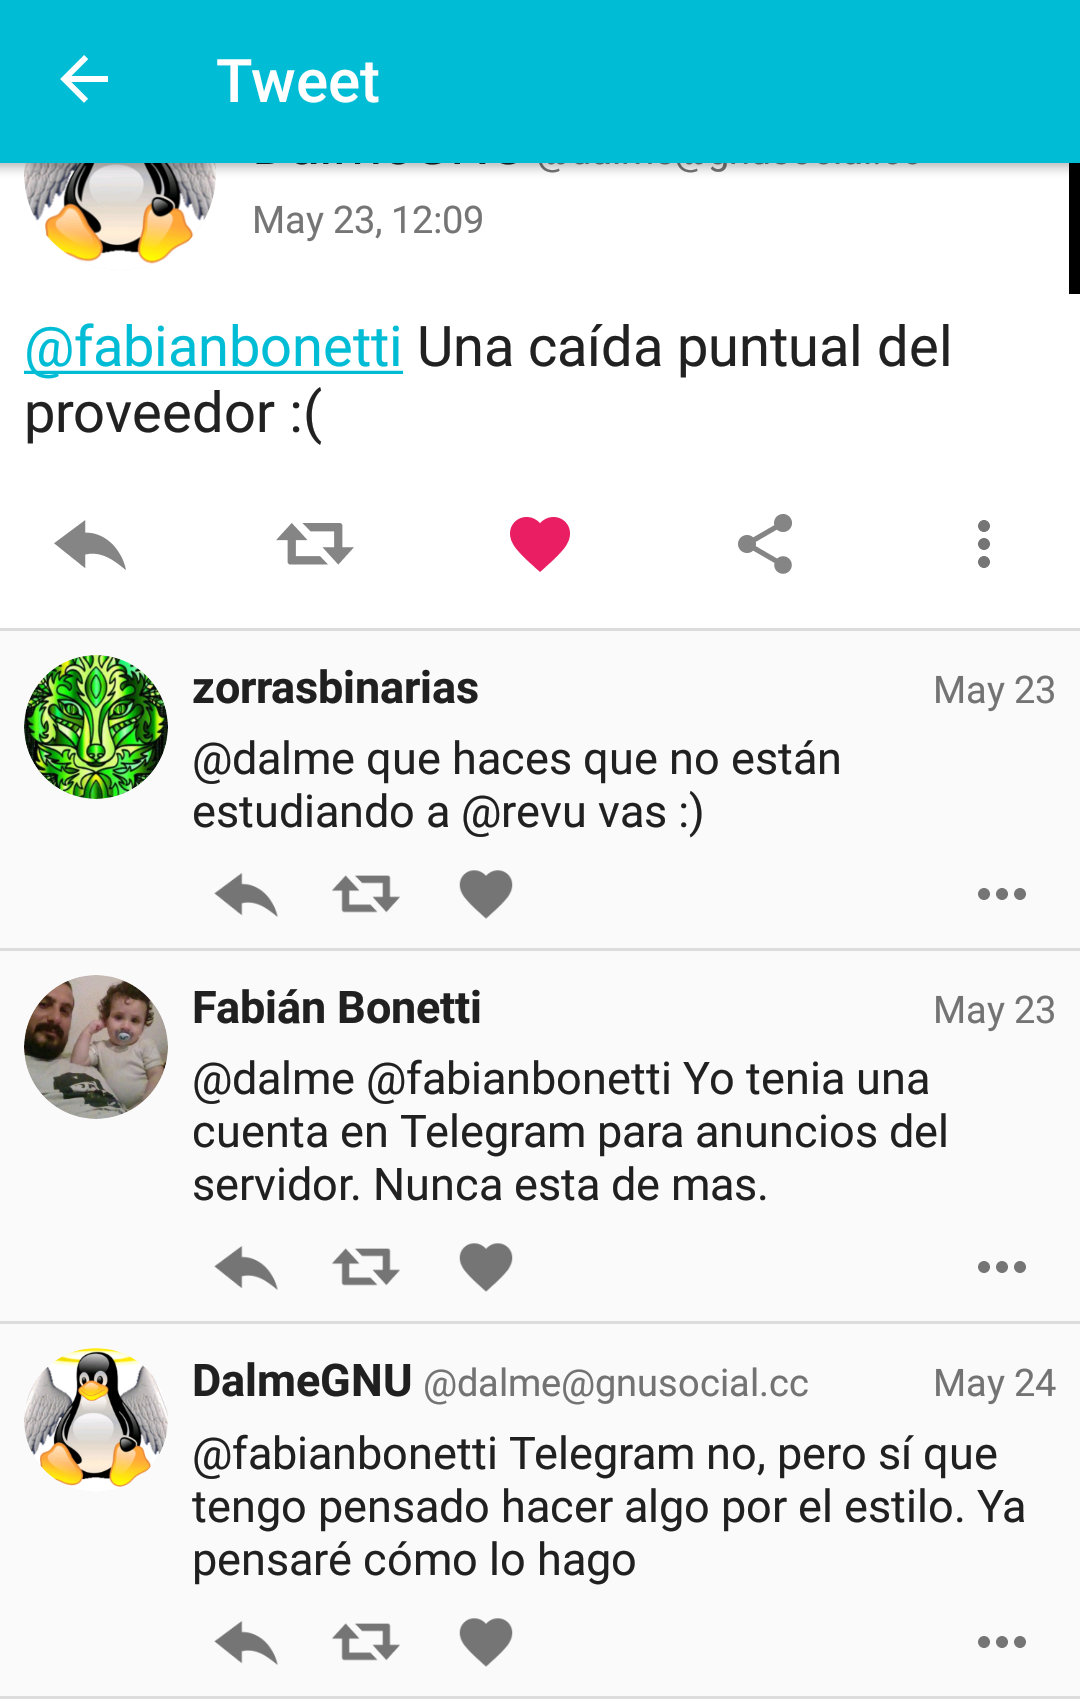 Tweet
May 23, 12:09
@fabianbonetti Una caída puntual del
proveedor :(
zorrasbinarias May 23
@dalme que haces que no están
estudiando a @revu vas :)
Fabián Bonetti May 23
@dalme @fabianbonetti Yo tenia una
cuenta en Telegram para anuncios del
servidor. Nunca esta de mas.
DalmeGNU @dalme@gnusocial.cc May 24
@fabianbonetti Telegram no, pero sí que
tengo pensado hacer algo por el estilo. Ya
pensaré cómo lo hago